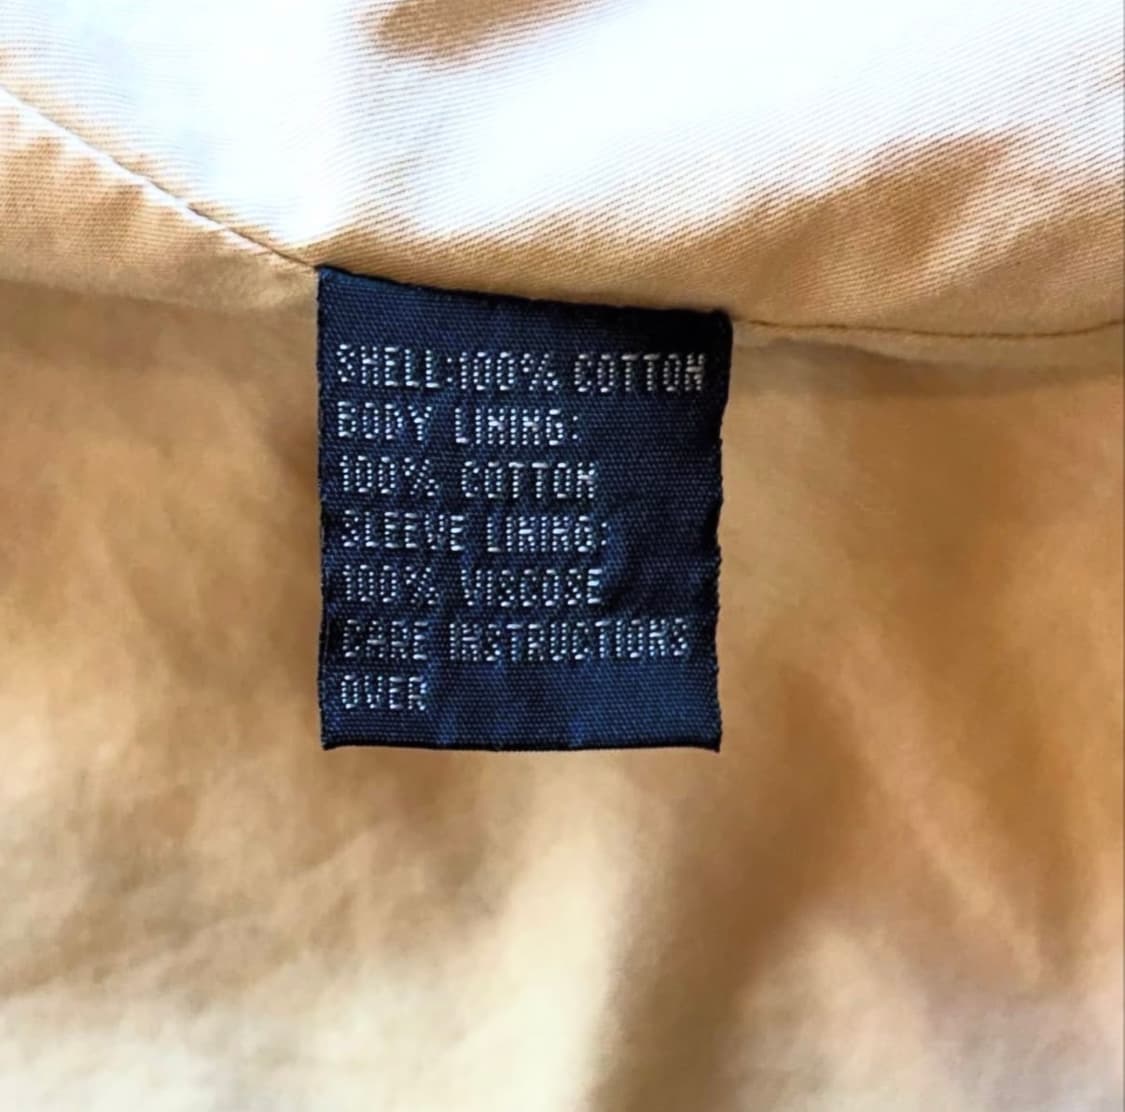 SHELL:100% COTTON
BODY LINING:
100% COTTON
SLEEVE LINING:
100% VISCOSE
CARE INSTRUCTIONS
OVER